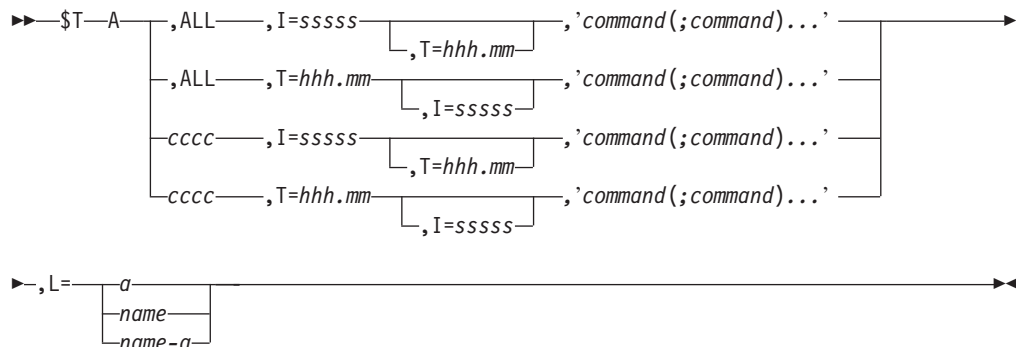 $T A ,ALL ,I=sssss ,’command(;command)...’
,T=hhh.mm
,ALL ,T=hhh.mm ,’command(;command)...’
,I=sssss
cccc ,I=sssss ,’command(;command)...’
,T=hhh.mm
cccc ,T=hhh.mm ,’command(;command)...’
,I=sssss
,L= a
name
name-a